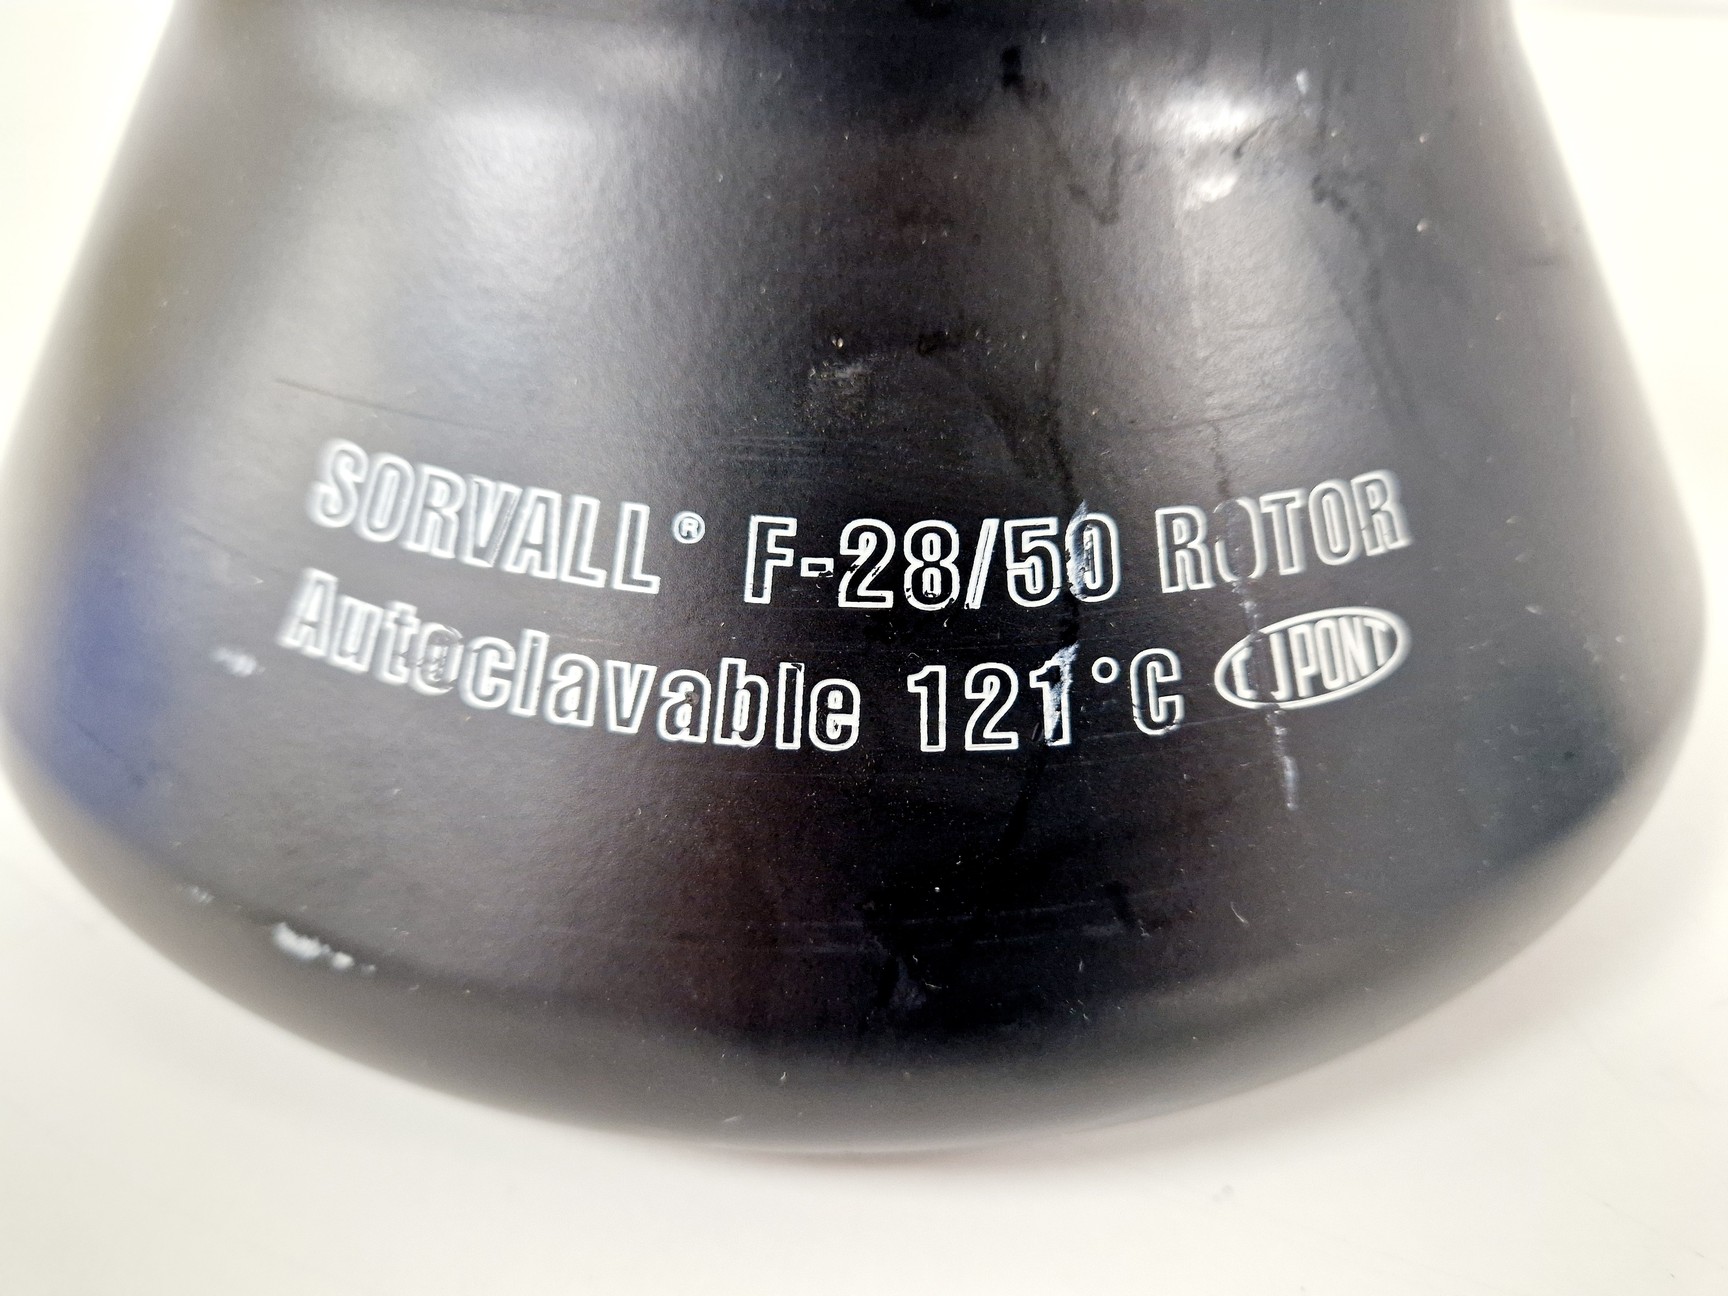 SORVALL® F-28/50 ROTOR
Autoclavable 121°C DUPONT